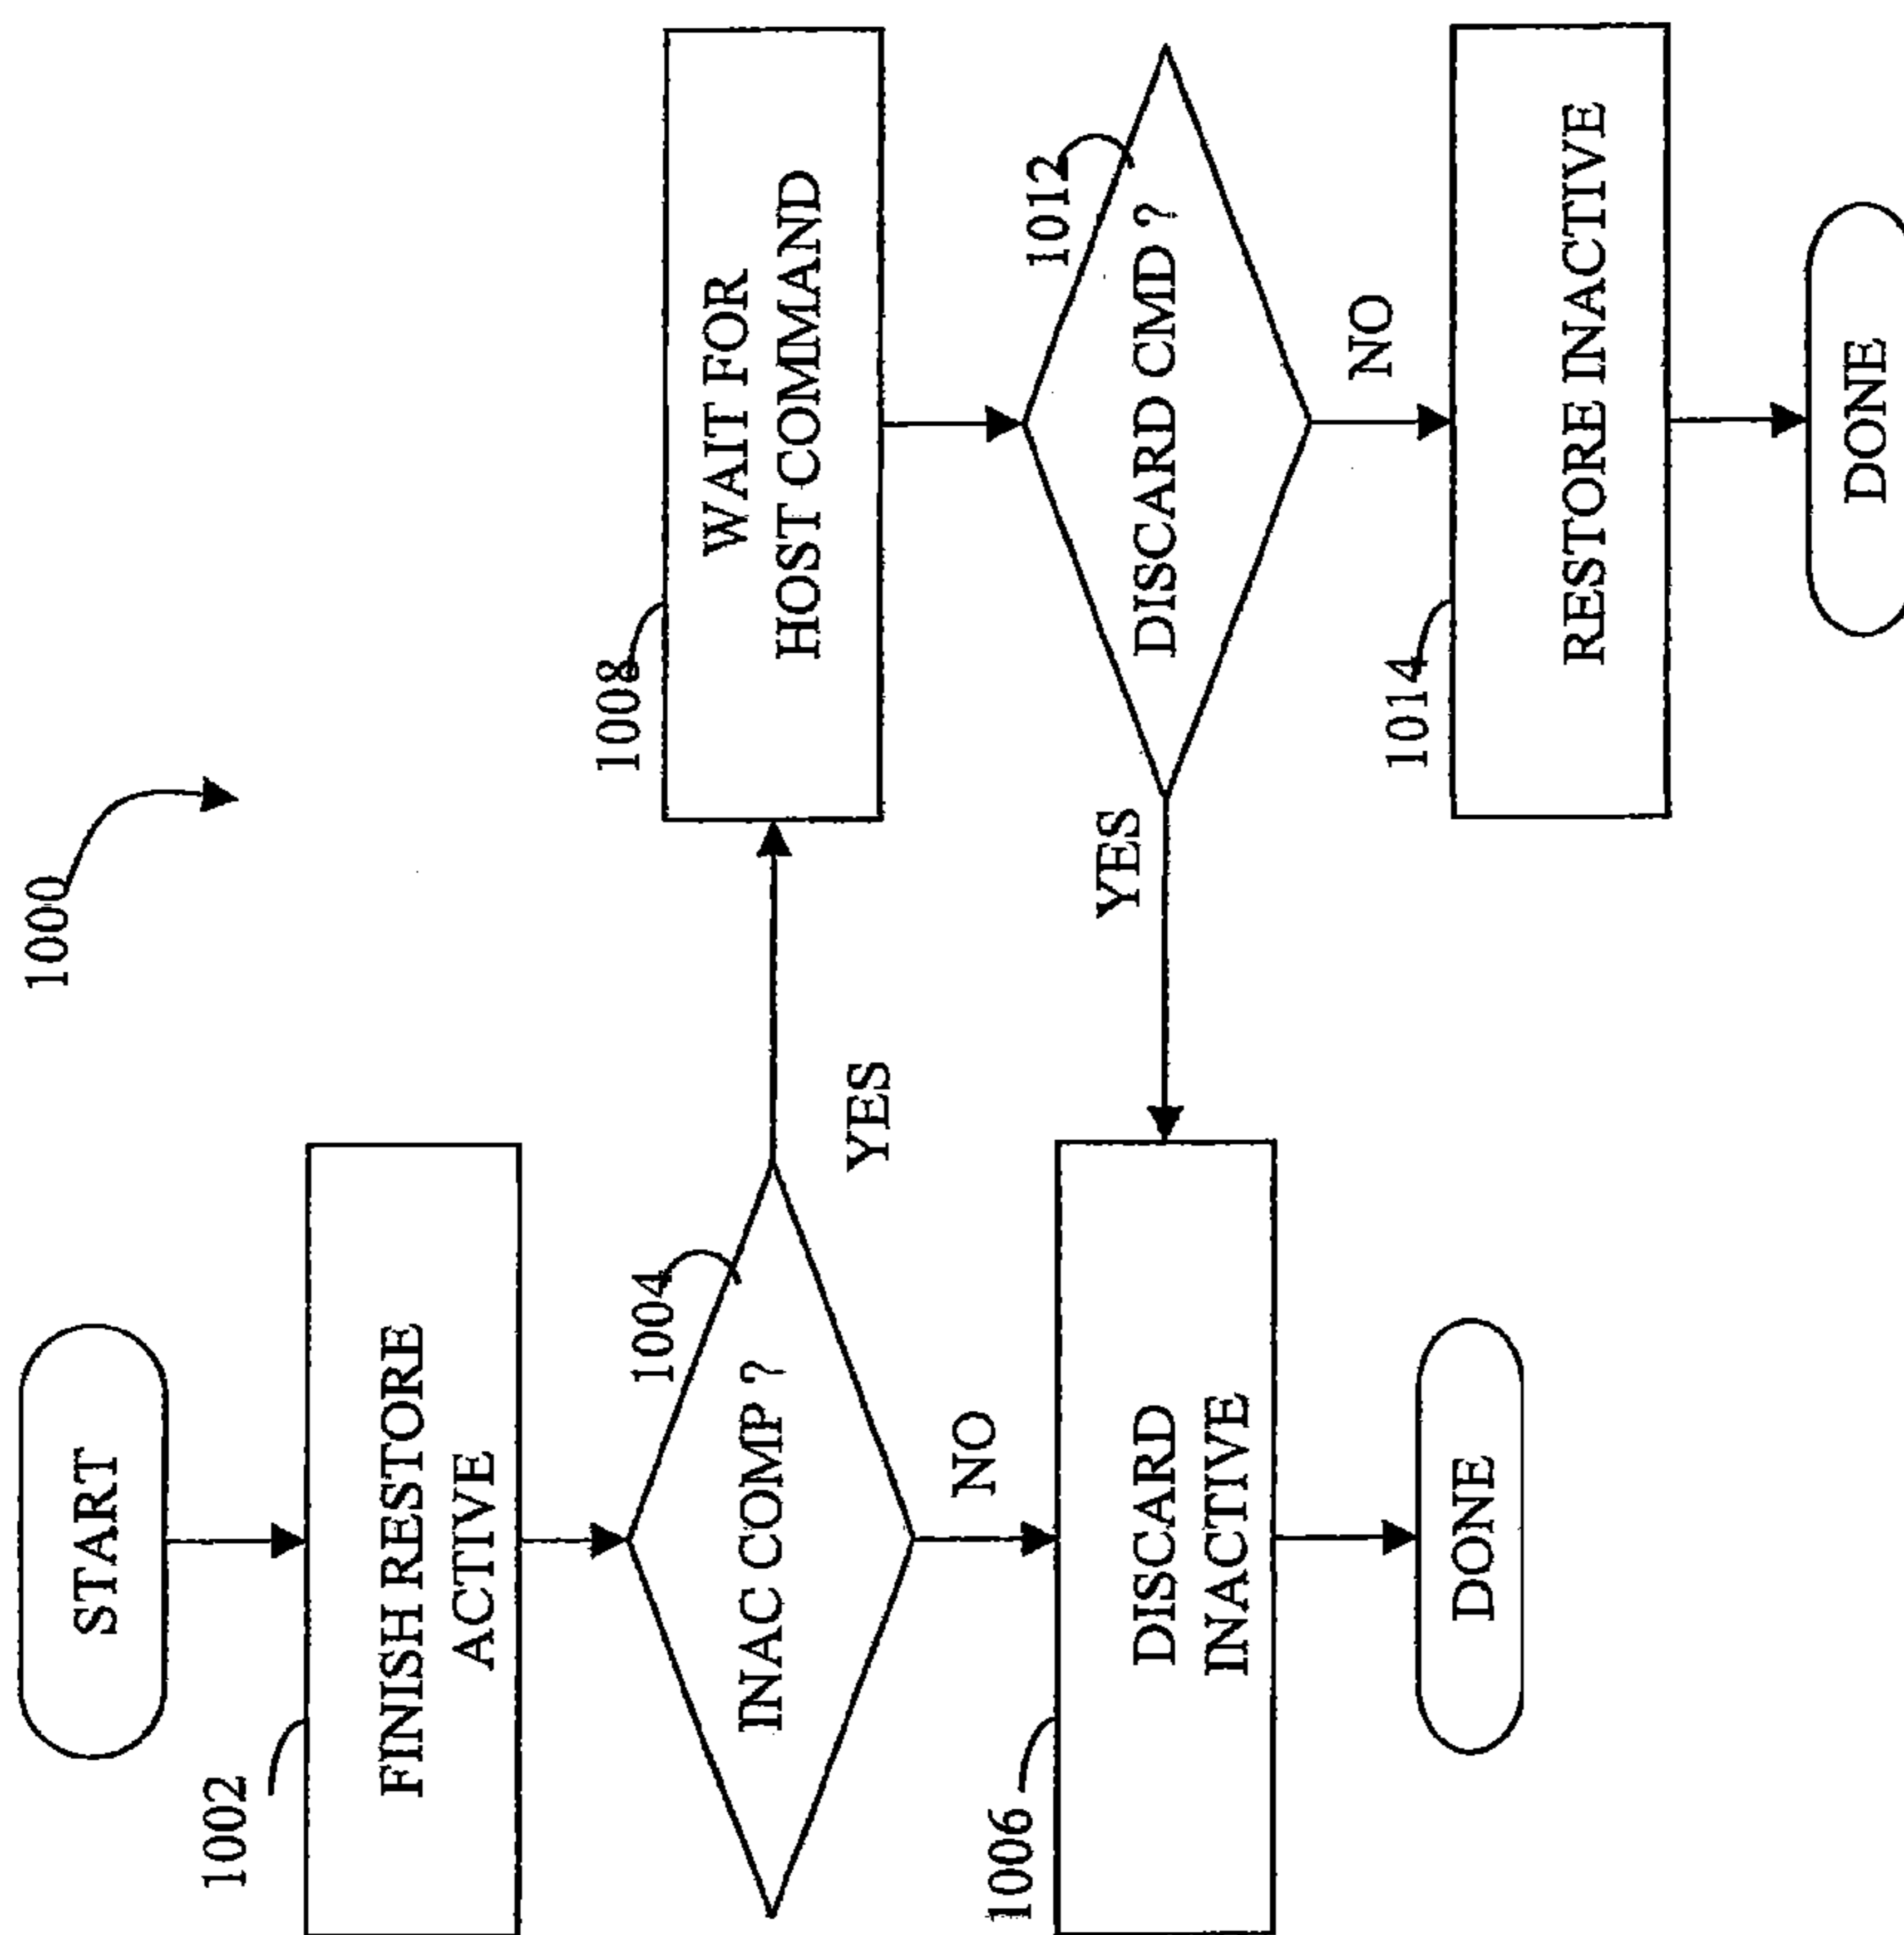 1000
START
1002
FINISH RESTORE
ACTIVE
1004
INAC COMP ?
YES
NO
1006
DISCARD
INACTIVE
DONE
1008
WAIT FOR
HOST COMMAND
1012
DISCARD CMD ?
YES
NO
1014
RESTORE INACTIVE
DONE